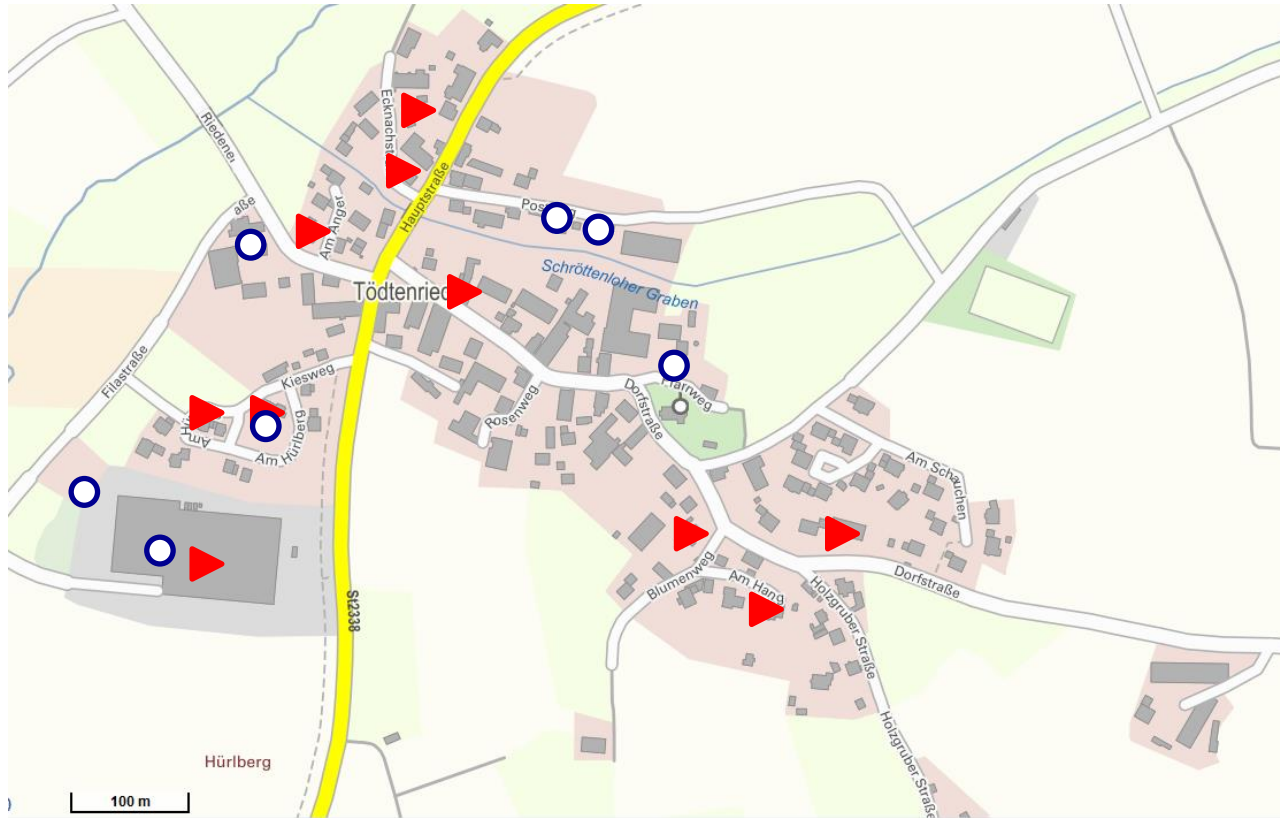 Ecknachst
Riedener
aße
Am Anger
Hauptstraße
Pos
Schröttenloher Graben
Tödtenried
Filastraße
Kiesweg
Am Hürlberg
Rosenweg
Dorfstraße
Pfarrweg
Am Schauchen
Blumenweg
Am Hang
Dorfstraße
Holzgruber Straße
Holzgruber Straße
St2338
Hürlberg
100 m